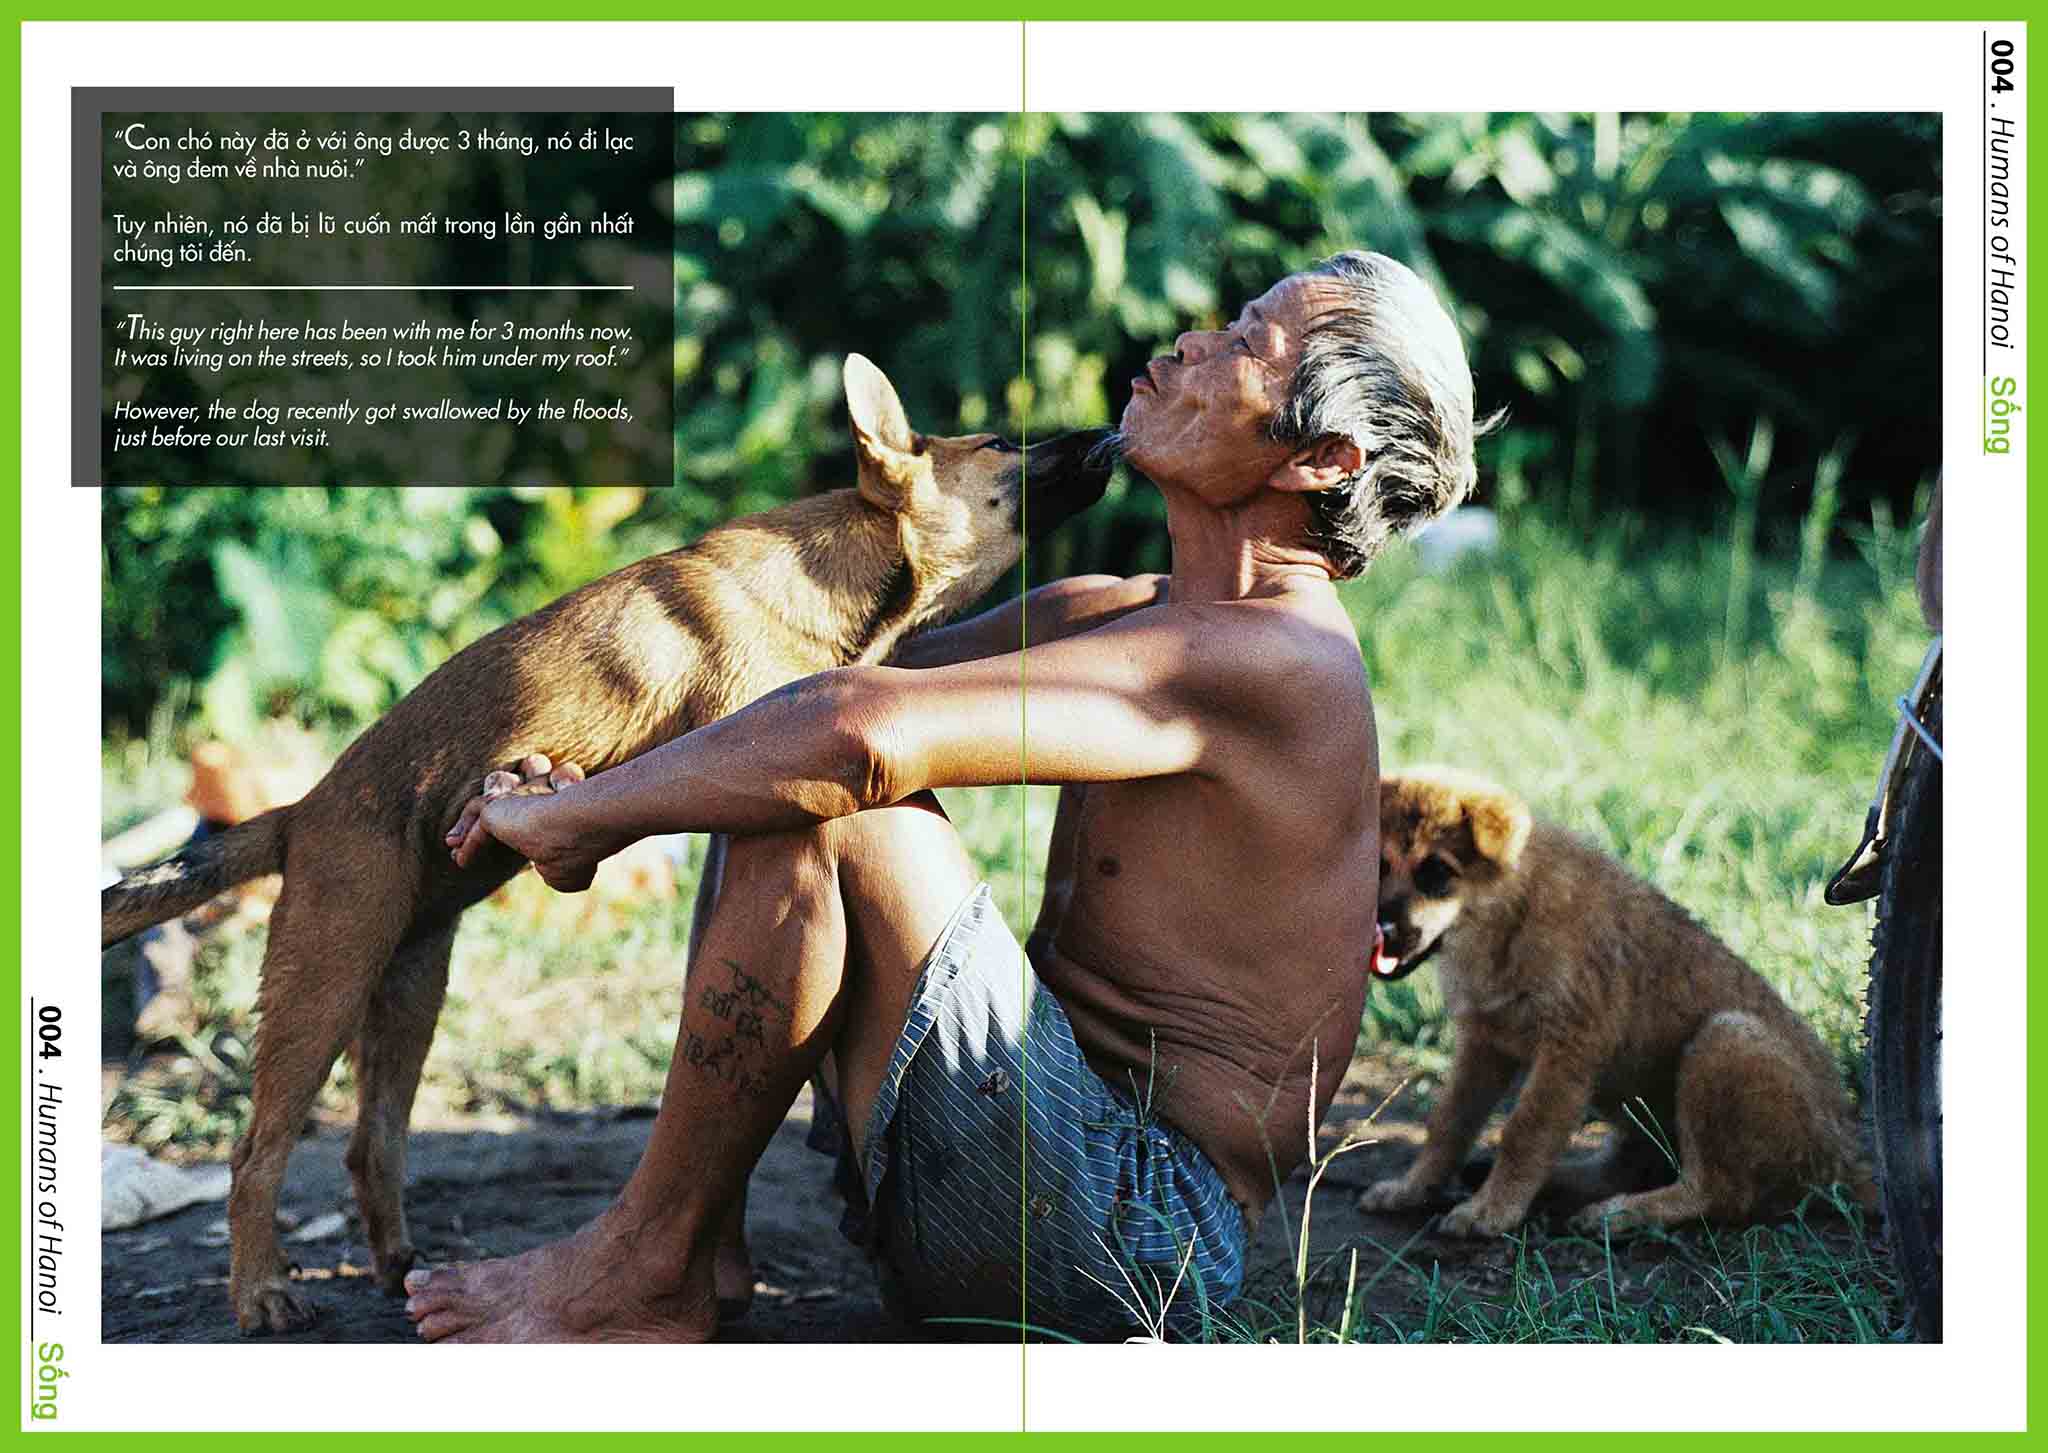 "Con chó này đã ở với ông được 3 tháng, nó đi lạc
và ông đem về nhà nuôi."
Tuy nhiên, nó đã bị lũ cuốn mất trong lần gần nhất
chúng tôi đến.
"This guy right here has been with me for 3 months now.
It was living on the streets, so I took him under my roof."
However, the dog recently got swallowed by the floods,
just before our last visit.
004 . Humans of Hanoi Sống
004 . Humans of Hanoi Sống